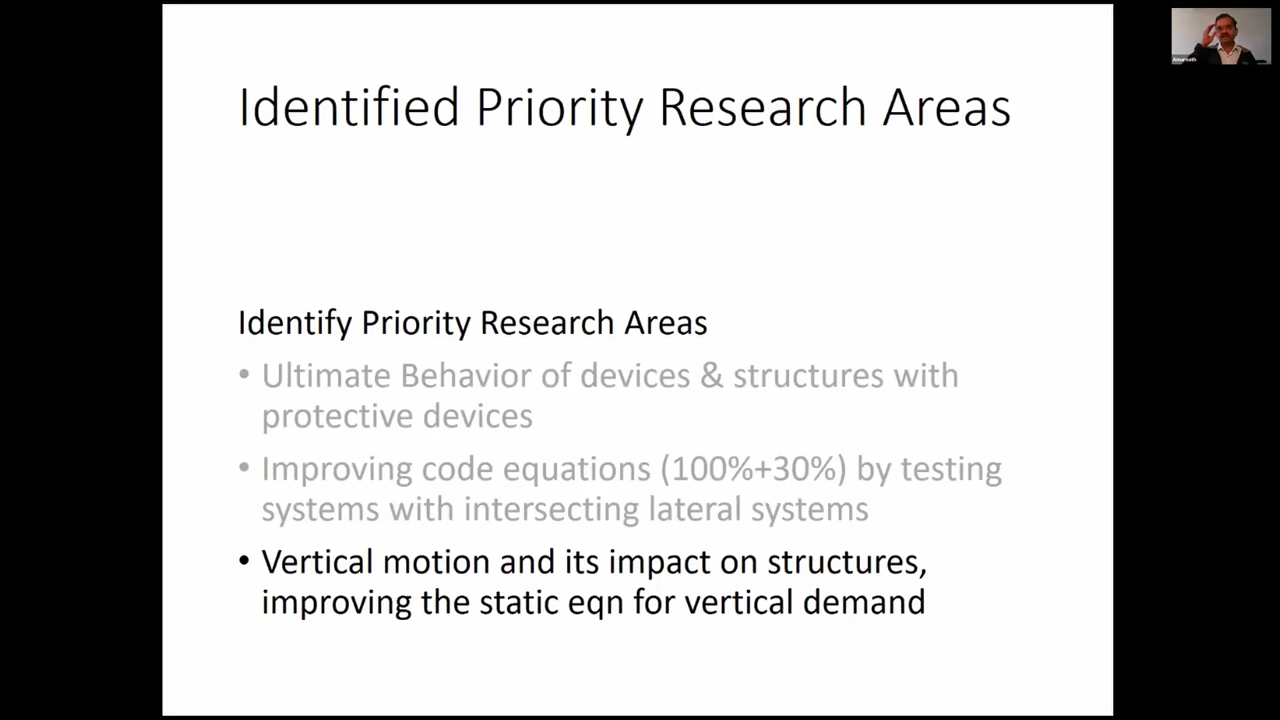 Identified Priority Research Areas
Identify Priority Research Areas
• Ultimate Behavior of devices & structures with
protective devices
• Improving code equations (100%+30%) by testing
systems with intersecting lateral systems
• Vertical motion and its impact on structures,
improving the static eqn for vertical demand
Amarnath